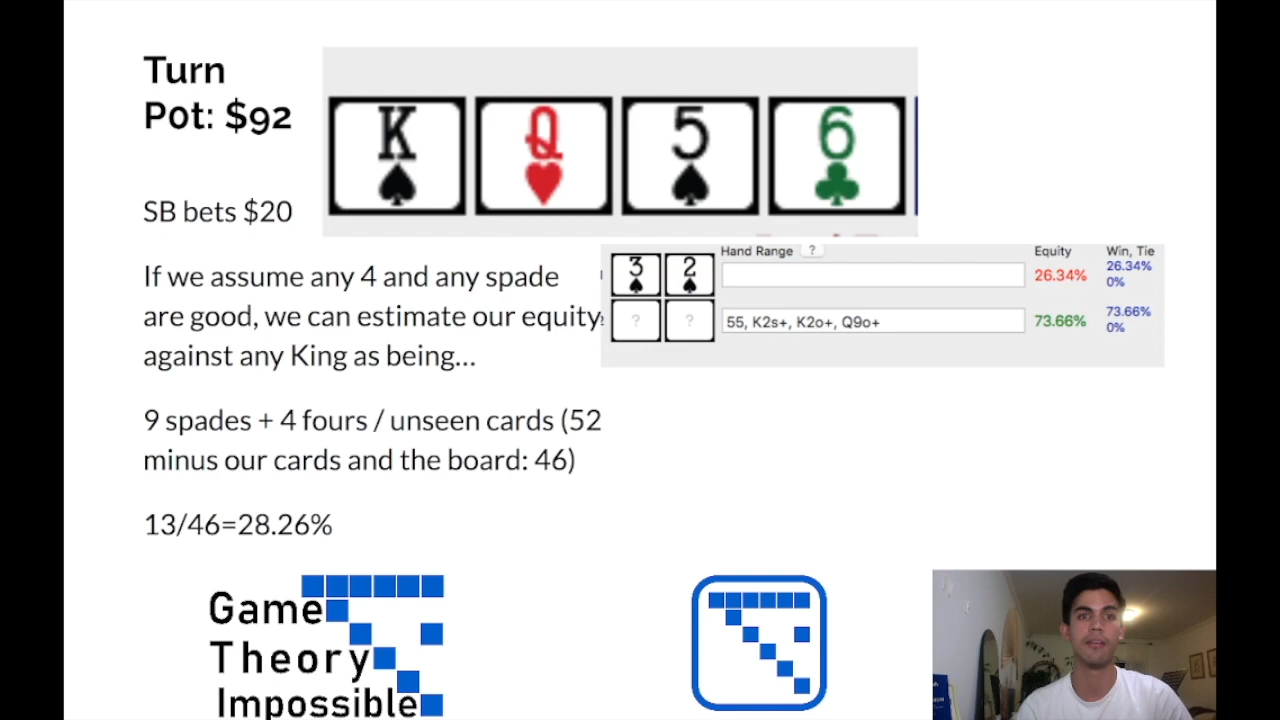 Turn
Pot: $92
K Q 5 6
SB bets $20
If we assume any 4 and any spade
are good, we can estimate our equity
against any King as being...
9 spades + 4 fours / unseen cards (52
minus our cards and the board: 46)
13/46=28.26%
Hand Range ? Equity Win, Tie
3 2 26.34% 26.34%
0%
? ? 55, K2s+, K2o+, Q9o+ 73.66% 73.66%
0%
Game
Theory
Impossible